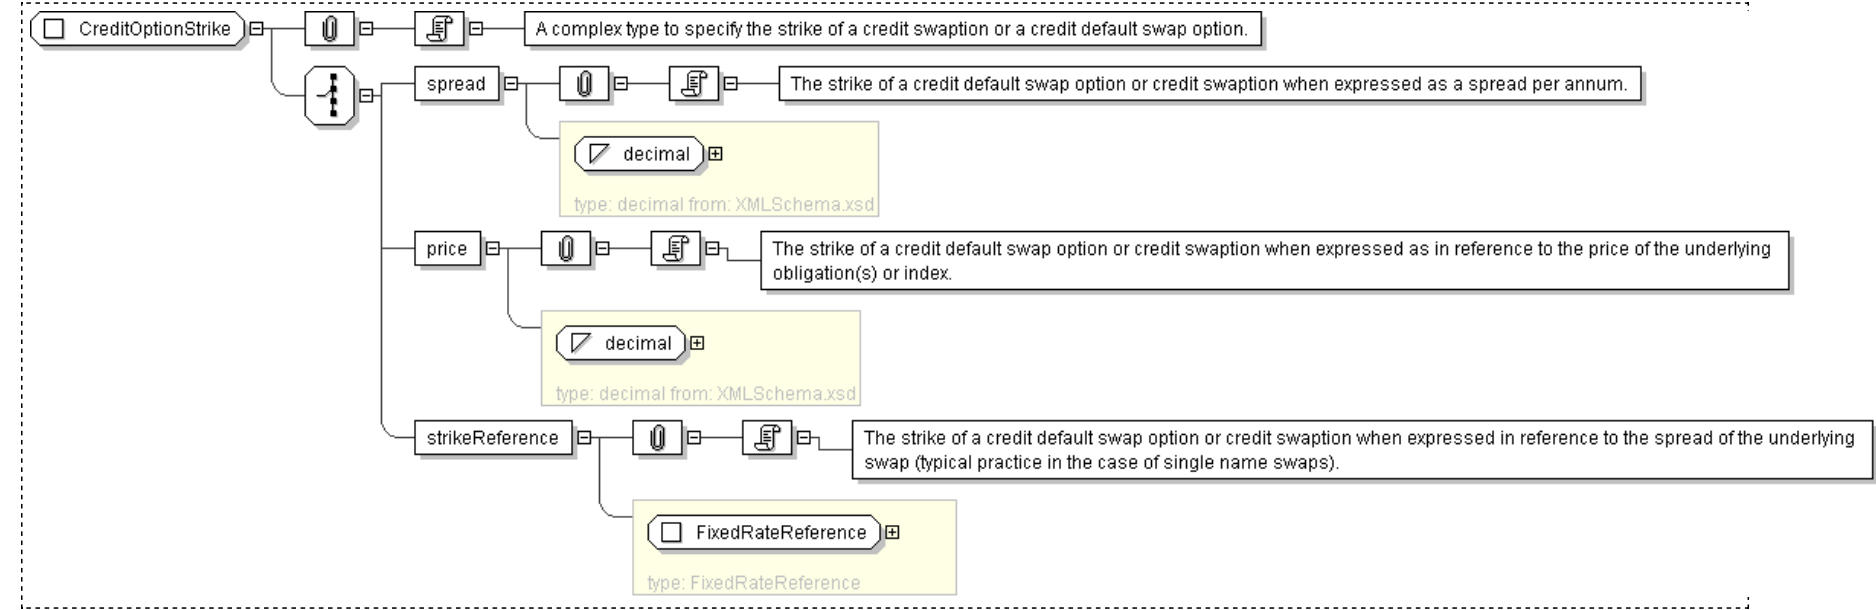 CreditOptionStrike
A complex type to specify the strike of a credit swaption or a credit default swap option.
spread
The strike of a credit default swap option or credit swaption when expressed as a spread per annum.
decimal
type: decimal from: XMLSchema.xsd
price
The strike of a credit default swap option or credit swaption when expressed as in reference to the price of the underlying
obligation(s) or index.
decimal
type: decimal from: XMLSchema.xsd
strikeReference
The strike of a credit default swap option or credit swaption when expressed in reference to the spread of the underlying
swap (typical practice in the case of single name swaps).
FixedRateReference
type: FixedRateReference